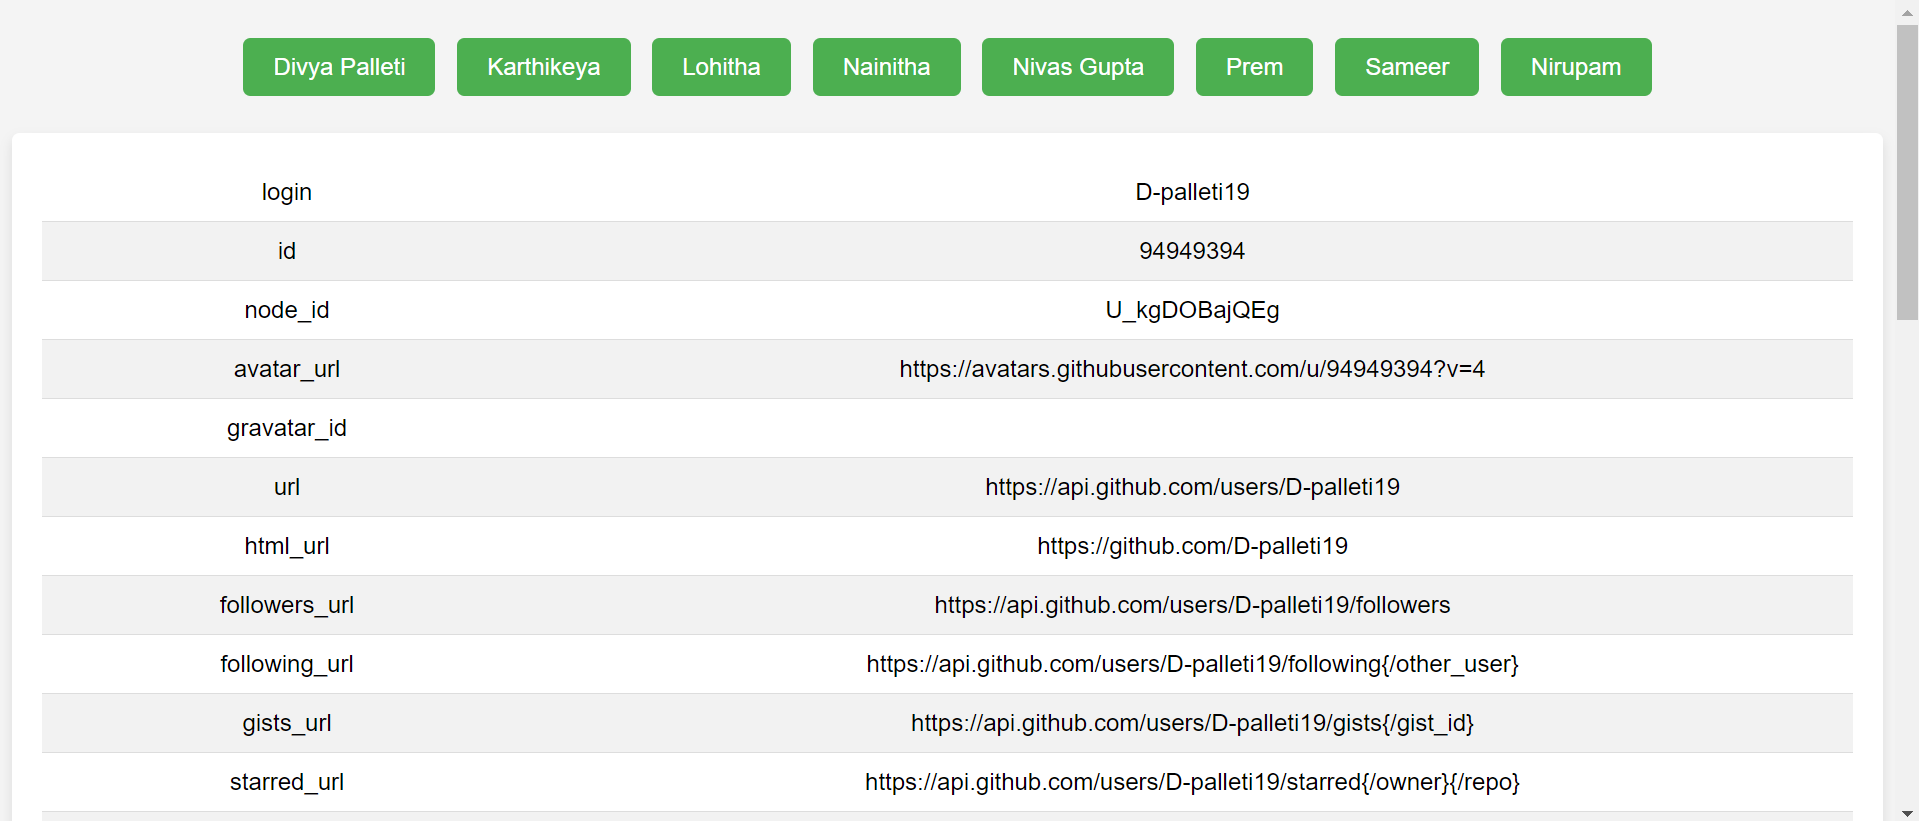 Divya Palleti Karthikeya Lohitha Nainitha Nivas Gupta Prem Sameer Nirupam
login D-palleti19
id 94949394
node_id U_kgDOBajQEg
avatar_url https://avatars.githubusercontent.com/u/94949394?v=4
gravatar_id
url https://api.github.com/users/D-palleti19
html_url https://github.com/D-palleti19
followers_url https://api.github.com/users/D-palleti19/followers
following_url https://api.github.com/users/D-palleti19/following{/other_user}
gists_url https://api.github.com/users/D-palleti19/gists{/gist_id}
starred_url https://api.github.com/users/D-palleti19/starred{/owner}{/repo}